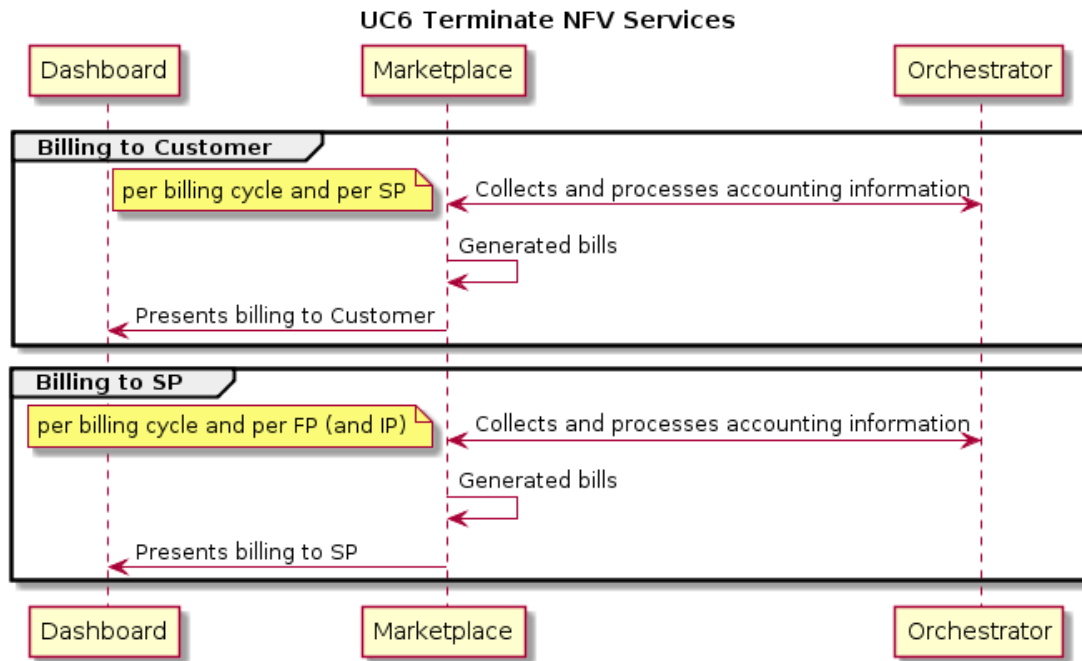 UC6 Terminate NFV Services
Dashboard
Marketplace
Orchestrator
Billing to Customer
per billing cycle and per SP
Collects and processes accounting information
Generated bills
Presents billing to Customer
Billing to SP
per billing cycle and per FP (and IP)
Collects and processes accounting information
Generated bills
Presents billing to SP
Dashboard
Marketplace
Orchestrator